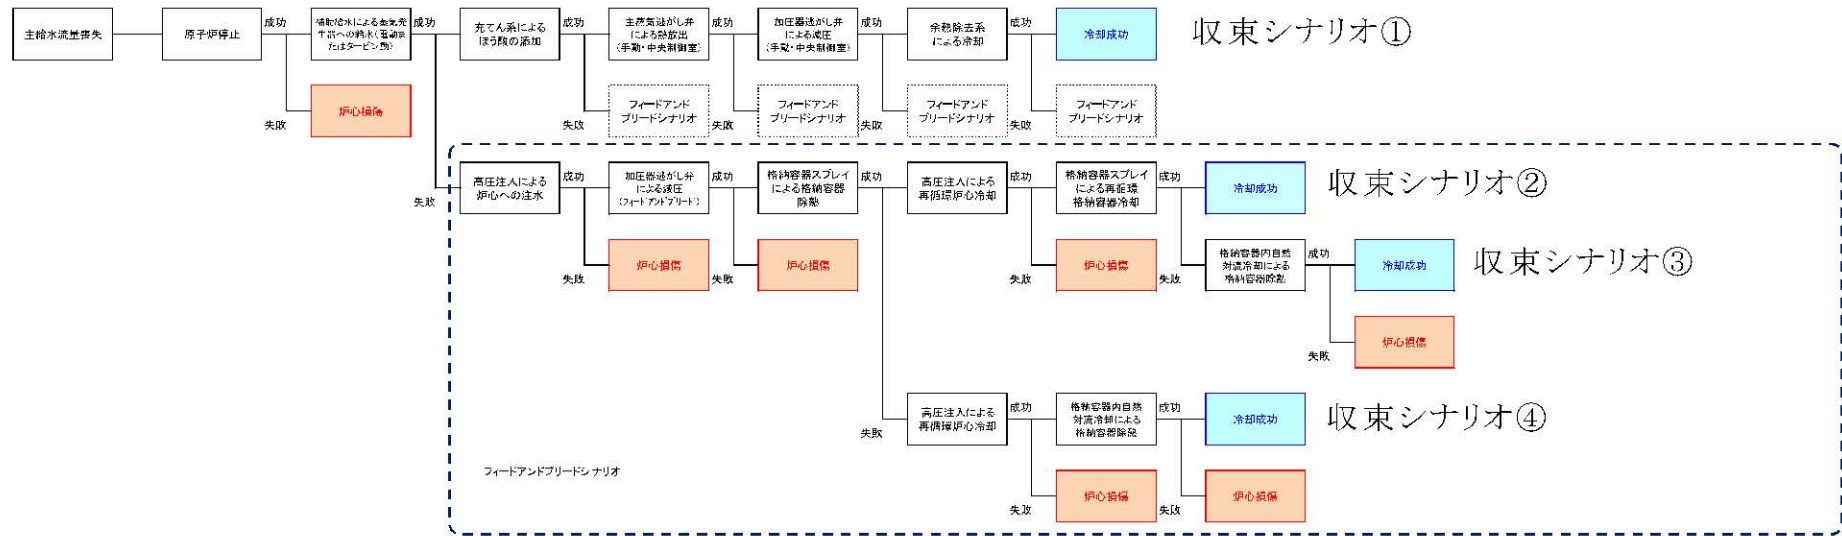 主給水流量喪失
原子炉停止
成功
補助給水による蒸気発
生器への給水(電動ま
たはタービン動)
成功
充てん系による
ほう酸の添加
成功
主蒸気逃がし弁
による熱放出
(手動・中央制御室)
成功
加圧器逃がし弁
による減圧
(手動・中央制御室)
成功
余熱除去系
による冷却
成功
冷却成功
収束シナリオ①
失敗
炉心損傷
失敗
フィードアンド
ブリードシナリオ
失敗
フィードアンド
ブリードシナリオ
失敗
フィードアンド
ブリードシナリオ
失敗
フィードアンド
ブリードシナリオ
失敗
高圧注入による
炉心への注水
成功
加圧器逃がし弁
による減圧
(フィードアンドブリード)
成功
格納容器スプレイ
による格納容器
除熱
成功
高圧注入による
再循環炉心冷却
成功
格納容器スプレイ
による再循環
格納容器冷却
成功
冷却成功
収束シナリオ②
失敗
炉心損傷
失敗
炉心損傷
失敗
炉心損傷
失敗
格納容器内自然
対流冷却による
格納容器除熱
成功
冷却成功
収束シナリオ③
失敗
炉心損傷
失敗
高圧注入による
再循環炉心冷却
成功
格納容器内自然
対流冷却による
格納容器除熱
成功
冷却成功
収束シナリオ④
フィードアンドブリードシナリオ
失敗
炉心損傷
失敗
炉心損傷